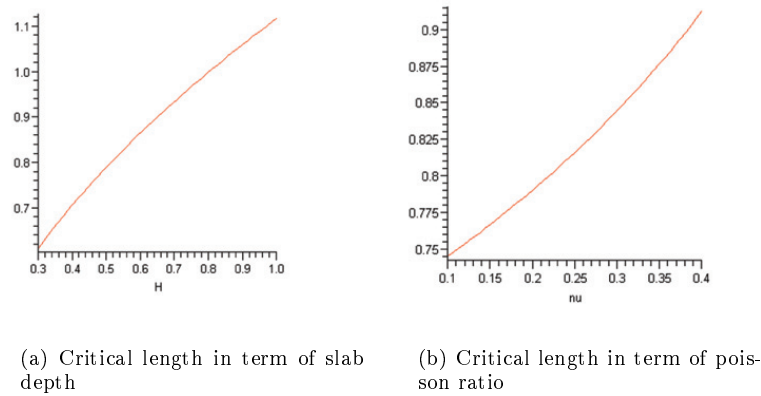 1.1
1.0
0.9
0.8
0.7
0.3 0.4 0.5 0.6 0.7 0.8 0.9 1.0
H
0.9
0.875
0.85
0.825
0.8
0.775
0.75
0.1 0.15 0.2 0.25 0.3 0.35 0.4
nu
(a) Critical length in term of slab
depth
(b) Critical length in term of pois-
son ratio